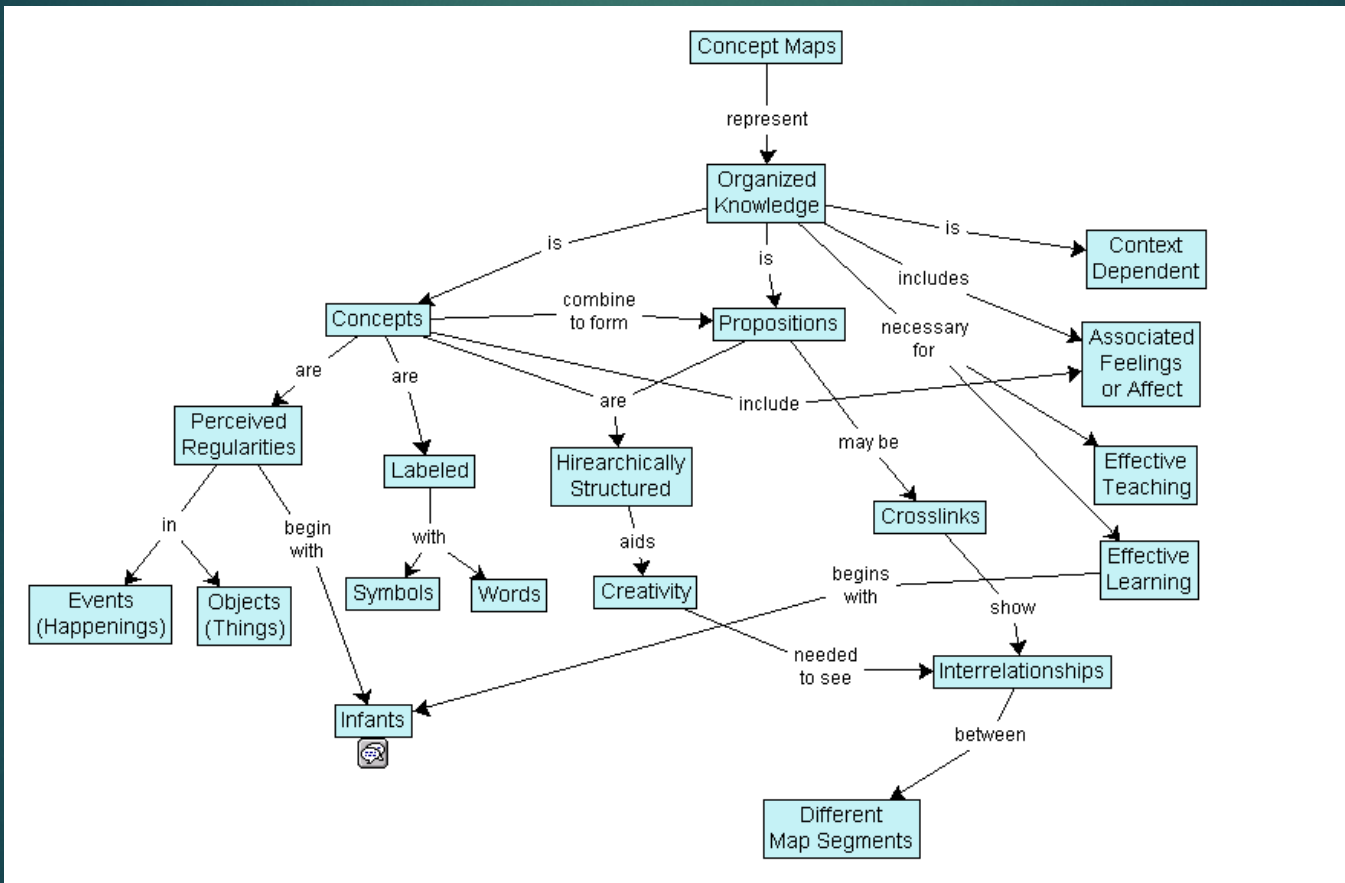 Concept Maps
represent
Organized
Knowledge
is
is
is
Context
Dependent
includes
combine
to form
necessary
for
Concepts
Propositions
Associated
Feelings
or Affect
are
are
are
include
Perceived
Regularities
may be
Labeled
Hirearchically
Structured
Effective
Teaching
Crosslinks
in
begin
with
with
aids
Effective
Learning
Events
(Happenings)
Objects
(Things)
Symbols
Words
Creativity
begins
with
show
needed
to see
Interrelationships
Infants
between
Different
Map Segments